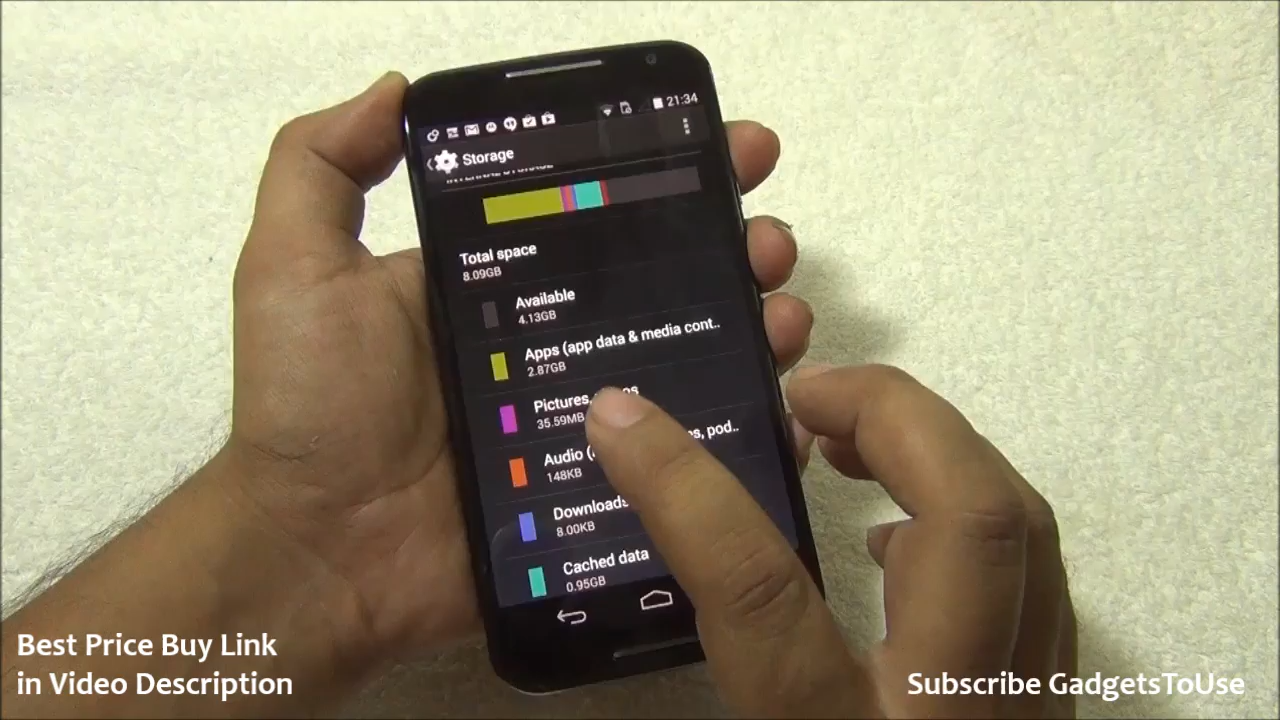 21:34
Storage
Total space
8.09GB
Available
4.13GB
Apps (app data & media cont..
2.87GB
Pictures,
35.59MB
Audio (
pod..
148KB
Downloads
8.00KB
Cached data
0.95GB
Best Price Buy Link
in Video Description
Subscribe GadgetsToUse